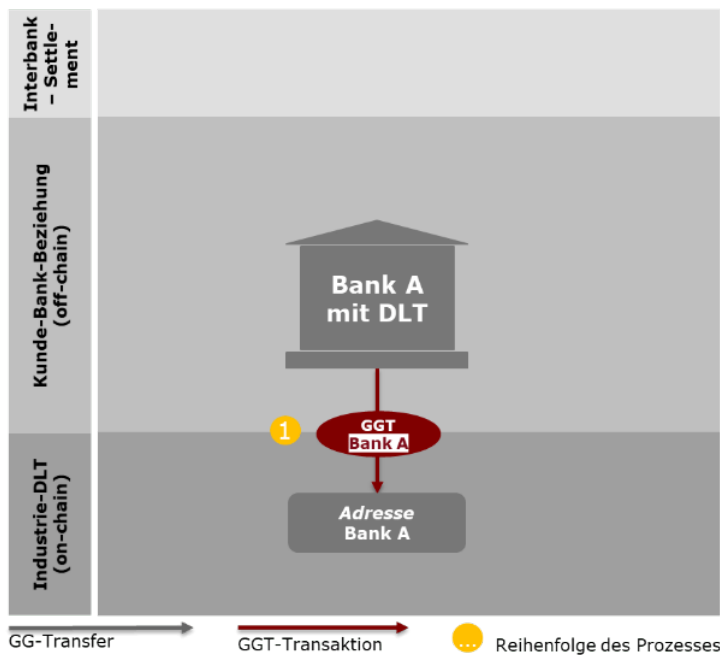 Interbank
– Settle-
ment
Kunde-Bank-Beziehung
(off-chain)
Bank A
mit DLT
1
GGT
Bank A
Industrie-DLT
(on-chain)
Adresse
Bank A
GG-Transfer
GGT-Transaktion
... Reihenfolge des Prozesses